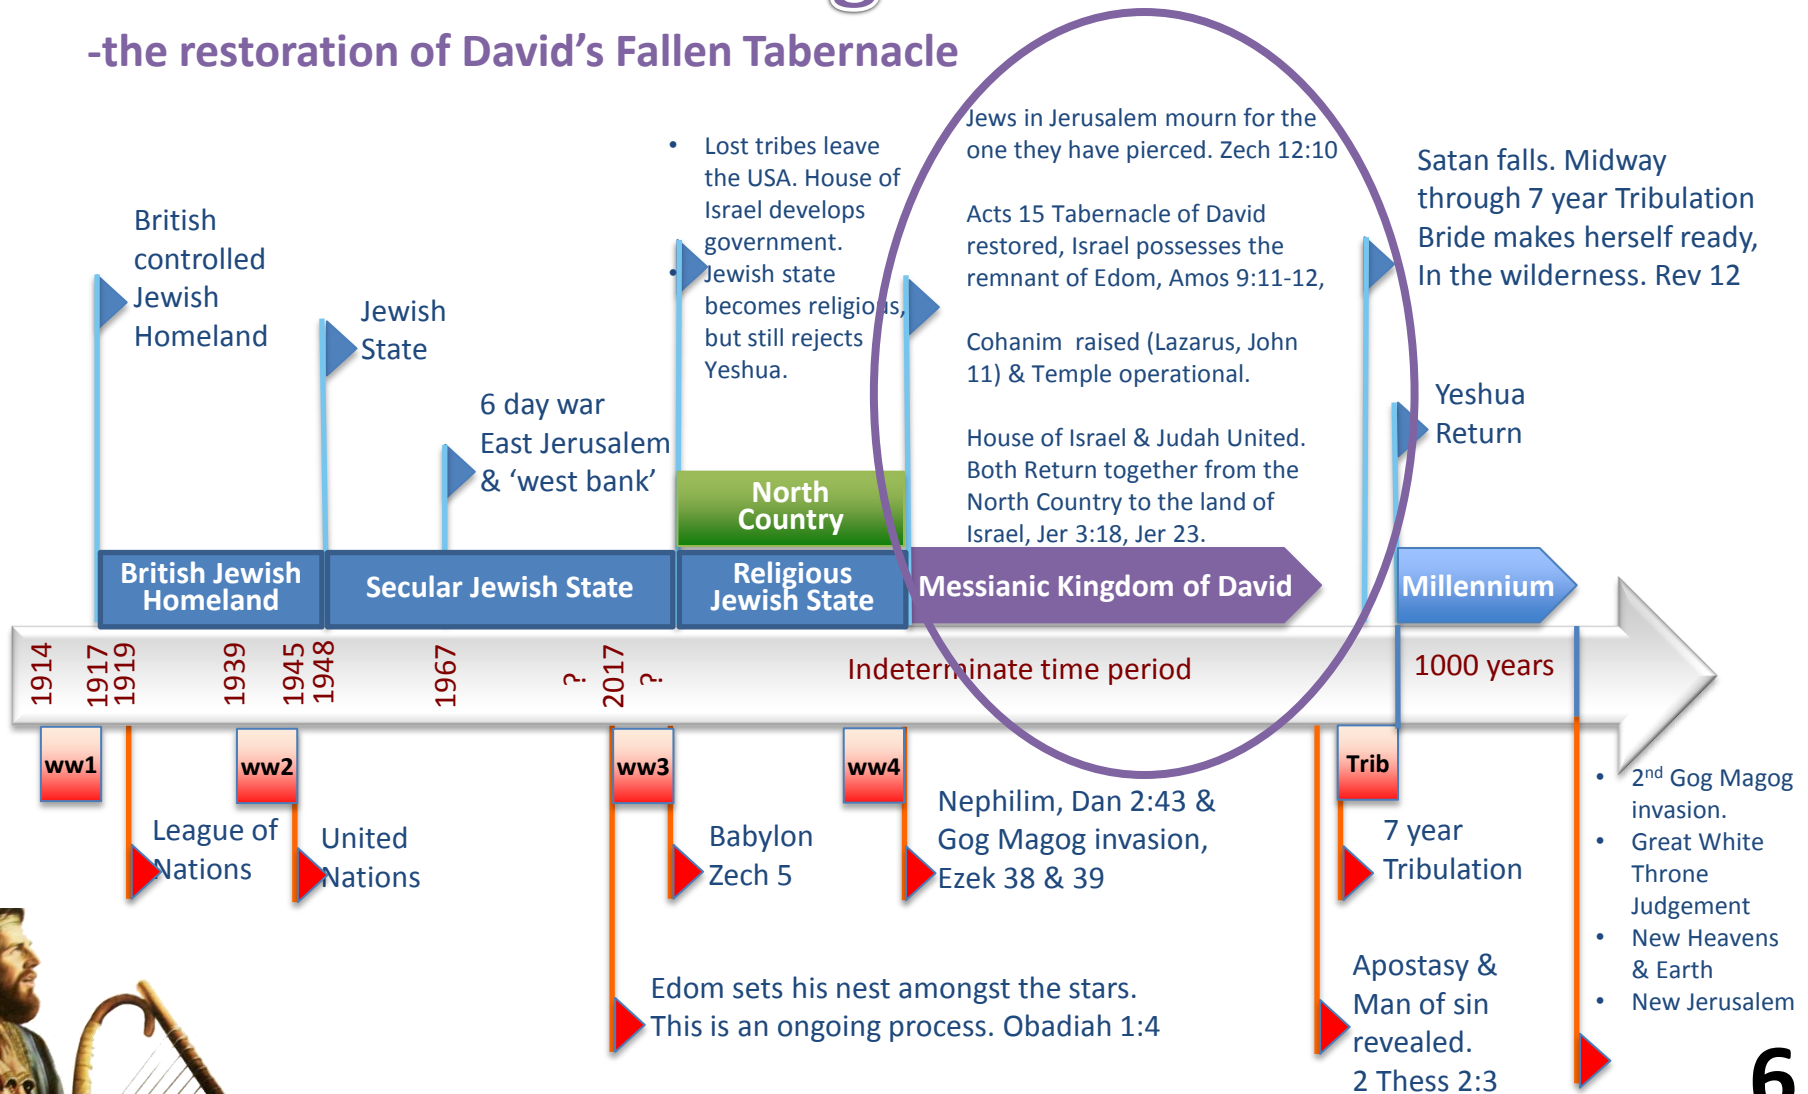 -the restoration of David's Fallen Tabernacle
British
controlled
Jewish
Homeland
Jewish
State
6 day war
East Jerusalem
& 'west bank'
• Lost tribes leave
the USA. House of
Israel develops
government.
• Jewish state
becomes religious,
but still rejects
Yeshua.
Jews in Jerusalem mourn for the
one they have pierced. Zech 12:10
Acts 15 Tabernacle of David
restored, Israel possesses the
remnant of Edom, Amos 9:11-12,
Cohanim raised (Lazarus, John
11) & Temple operational.
House of Israel & Judah United.
Both Return together from the
North Country to the land of
Israel, Jer 3:18, Jer 23.
Satan falls. Midway
through 7 year Tribulation
Bride makes herself ready,
In the wilderness. Rev 12
Yeshua
Return
North
Country
British Jewish
Homeland
Secular Jewish State
Religious
Jewish State
Messianic Kingdom of David
Millennium
1914
1917
1919
1939
1945
1948
1967
?
2017
?
Indeterminate time period
1000 years
ww1
ww2
ww3
ww4
Trib
League of
Nations
United
Nations
Babylon
Zech 5
Nephilim, Dan 2:43 &
Gog Magog invasion,
Ezek 38 & 39
7 year
Tribulation
Edom sets his nest amongst the stars.
This is an ongoing process. Obadiah 1:4
Apostasy &
Man of sin
revealed.
2 Thess 2:3
• 2nd Gog Magog
invasion.
• Great White
Throne
Judgement
• New Heavens
& Earth
• New Jerusalem
6